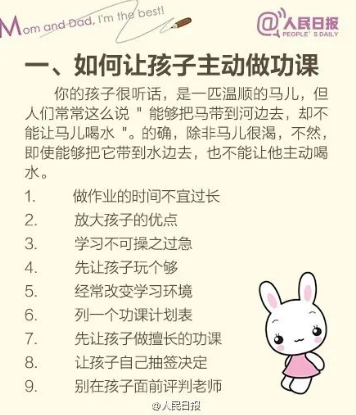 Mom and Dad, I'm the best!
@人民日报
PEOPLE'S DAILY
一、如何让孩子主动做功课
你的孩子很听话，是一匹温顺的马儿，但
人们常常这么说 " 能够把马带到河边去，却不
能让马儿喝水 "。的确，除非马儿很渴，不然，
即使能够把它带到水边去，也不能让他主动喝
水。
1. 做作业的时间不宜过长
2. 放大孩子的优点
3. 学习不可操之过急
4. 先让孩子玩个够
5. 经常改变学习环境
6. 列一个功课计划表
7. 先让孩子做擅长的功课
8. 让孩子自己抽签决定
9. 别在孩子面前评判老师
@人民日报